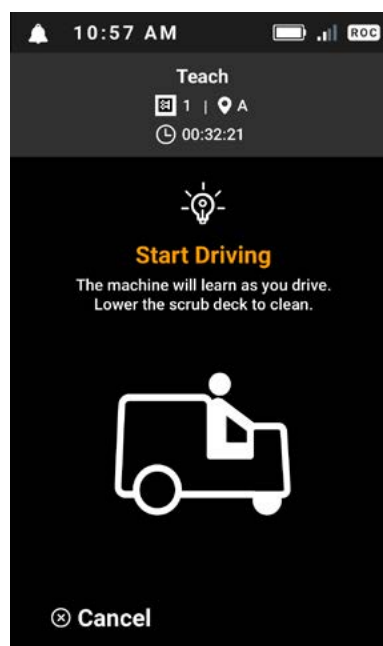 10:57 AM ROC
Teach
1 | A
00:32:21
Start Driving
The machine will learn as you drive.
Lower the scrub deck to clean.
Cancel